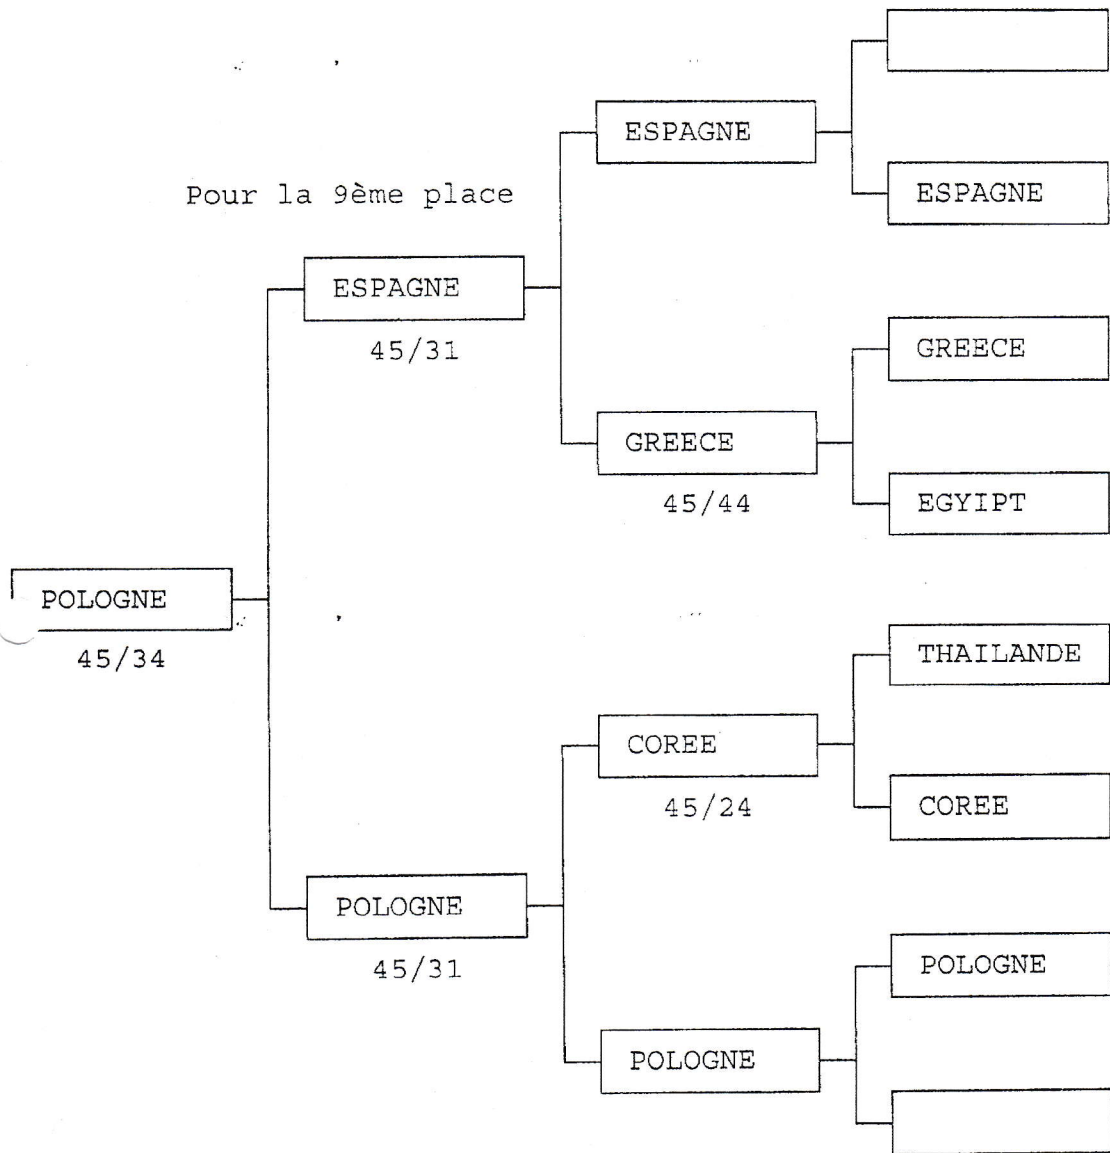 ESPAGNE
Pour la 9ème place
ESPAGNE
ESPAGNE
45/31
GREECE
GREECE
45/44
EGYIPT
POLOGNE
45/34
THAILANDE
COREE
45/24
COREE
POLOGNE
45/31
POLOGNE
POLOGNE